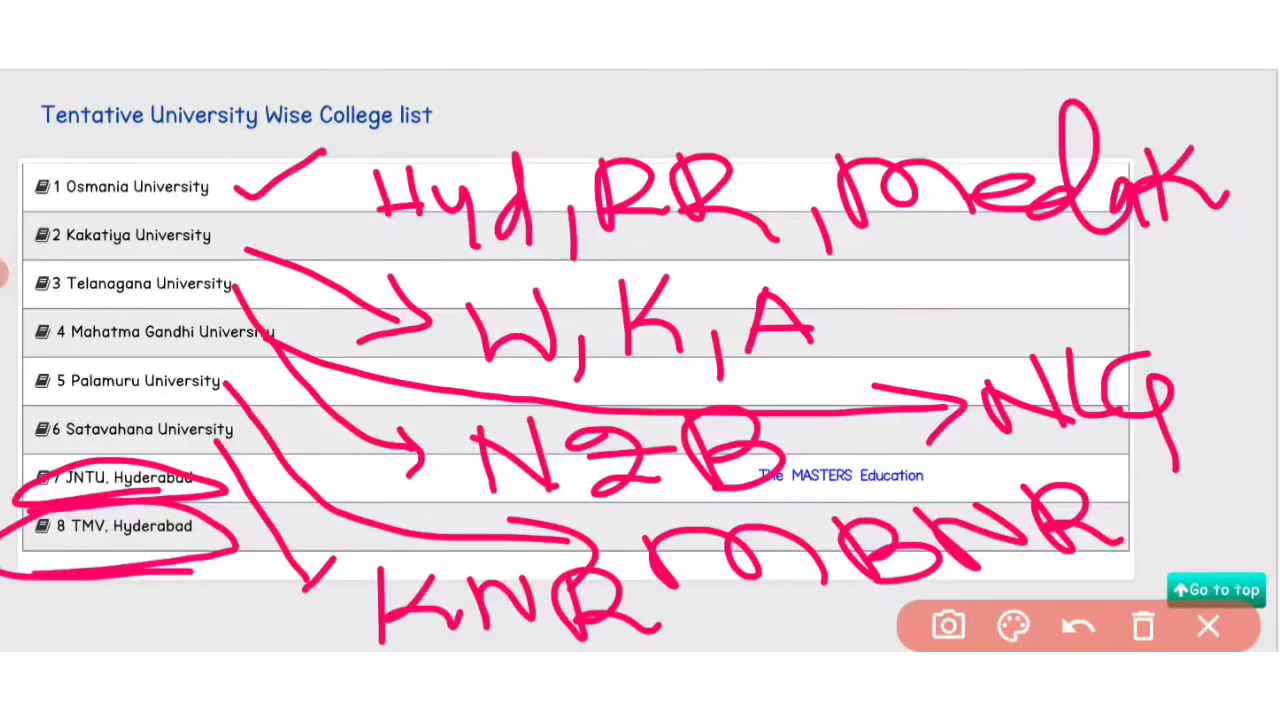 Tentative University Wise College list
1 Osmania University
Hyd, RR, Medak
2 Kakatiya University
3 Telanagana University
W, K, A
4 Mahatma Gandhi University
5 Palamuru University
NLG
6 Satavahana University
NZB
7 JNTU, Hyderabad
The MASTERS Education
8 TMV, Hyderabad
MBNR
KNR
Go to top